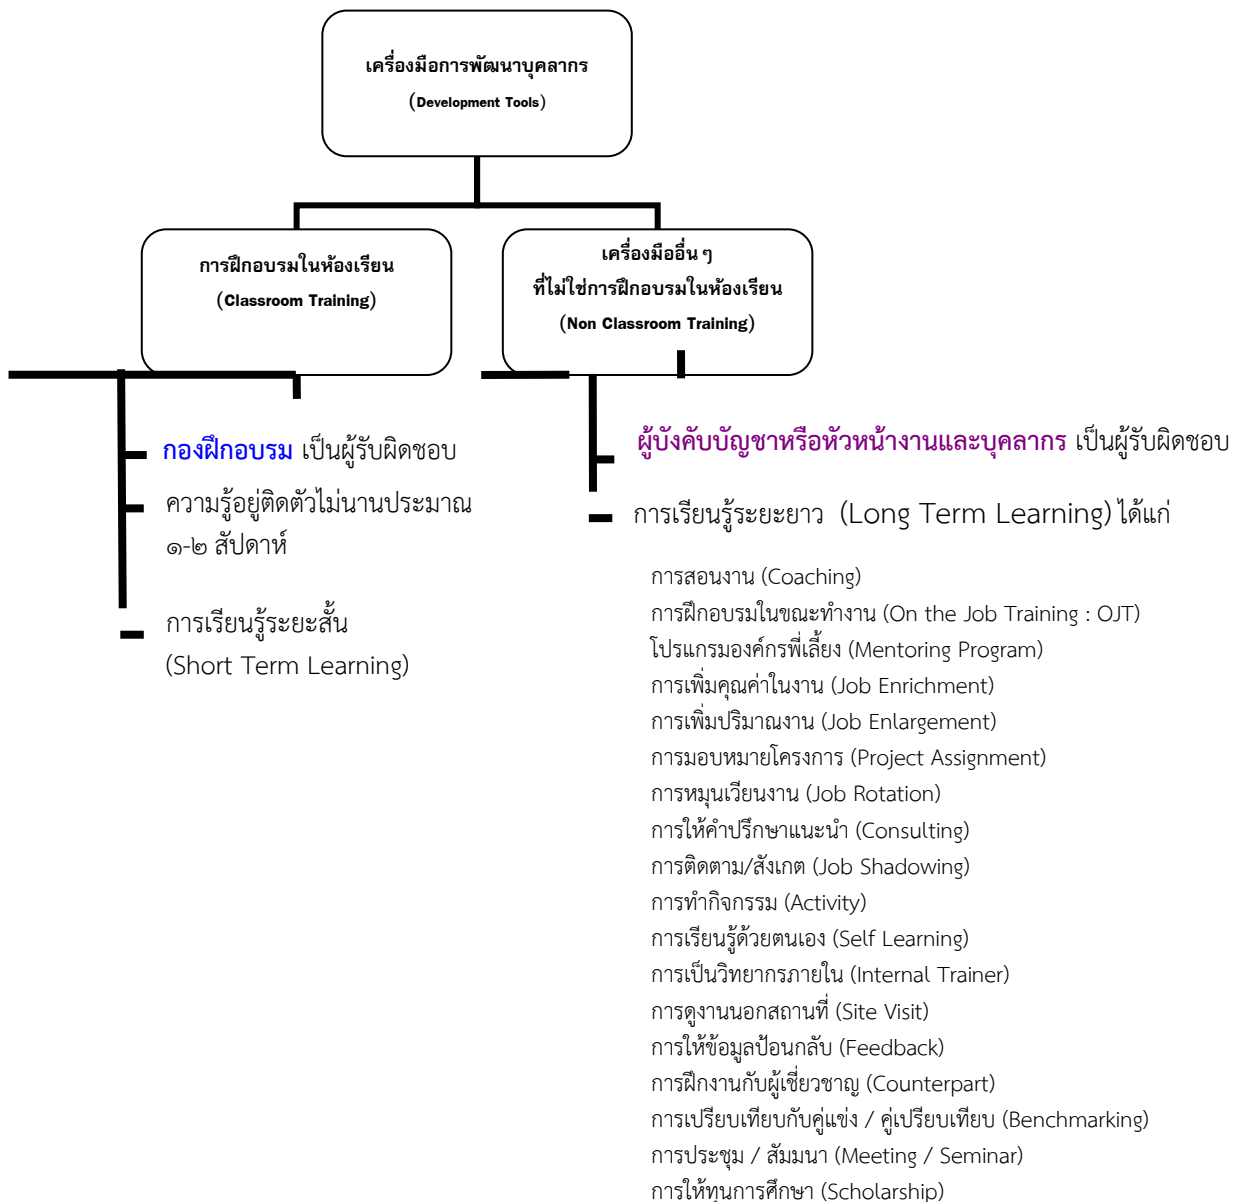 เครื่องมือการพัฒนาบุคลากร
(Development Tools)
การฝึกอบรมในห้องเรียน
(Classroom Training)
เครื่องมืออื่น ๆ
ที่ไม่ใช่การฝึกอบรมในห้องเรียน
(Non Classroom Training)
กองฝึกอบรม เป็นผู้รับผิดชอบ
ความรู้อยู่ติดตัวไม่นานประมาณ
๑-๒ สัปดาห์
การเรียนรู้ระยะสั้น
(Short Term Learning)
ผู้บังคับบัญชาหรือหัวหน้างานและบุคลากร เป็นผู้รับผิดชอบ
การเรียนรู้ระยะยาว (Long Term Learning) ได้แก่
การสอนงาน (Coaching)
การฝึกอบรมในขณะทำงาน (On the Job Training : OJT)
โปรแกรมองค์กรพี่เลี้ยง (Mentoring Program)
การเพิ่มคุณค่าในงาน (Job Enrichment)
การเพิ่มปริมาณงาน (Job Enlargement)
การมอบหมายโครงการ (Project Assignment)
การหมุนเวียนงาน (Job Rotation)
การให้คำปรึกษาแนะนำ (Consulting)
การติดตาม/สังเกต (Job Shadowing)
การทำกิจกรรม (Activity)
การเรียนรู้ด้วยตนเอง (Self Learning)
การเป็นวิทยากรภายใน (Internal Trainer)
การดูงานนอกสถานที่ (Site Visit)
การให้ข้อมูลป้อนกลับ (Feedback)
การฝึกงานกับผู้เชี่ยวชาญ (Counterpart)
การเปรียบเทียบกับคู่แข่ง / คู่เปรียบเทียบ (Benchmarking)
การประชุม / สัมมนา (Meeting / Seminar)
การให้ทุนการศึกษา (Scholarship)